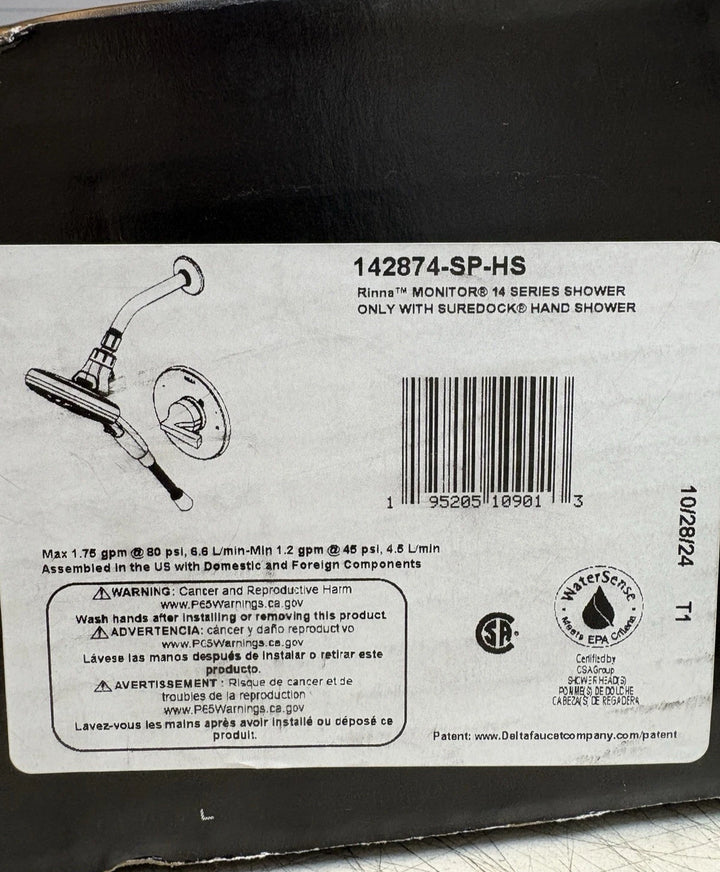 142874-SP-HS
Rinna™ MONITOR® 14 SERIES SHOWER
ONLY WITH SUREDOCK® HAND SHOWER
1 95205 10901 3
Max 1.75 gpm @ 80 psi, 6.6 L/min-Min 1.2 gpm @ 45 psi, 4.5 L/min
Assembled in the US with Domestic and Foreign Components
⚠WARNING: Cancer and Reproductive Harm
www.P65Warnings.ca.gov
Wash hands after installing or removing this product
⚠ADVERTENCIA: cáncer y daño reproductivo
www.P65Warnings.ca.gov
Lávese las manos después de instalar o retirar este
producto.
⚠AVERTISSEMENT : Risque de cancer et de
troubles de la reproduction
www.P65Warnings.ca.gov
Lavez-vous les mains après avoir installé ou déposé ce
produit.
10/28/24 T1
SA
WaterSense
Meets EPA Criteria
Certified by
CSA Group
SHOWER HEAD(S)
POMME(S) DE DOUCHE
CABEZA(S) DE REGADERA
Patent: www.Deltafaucetcompany.com/patent